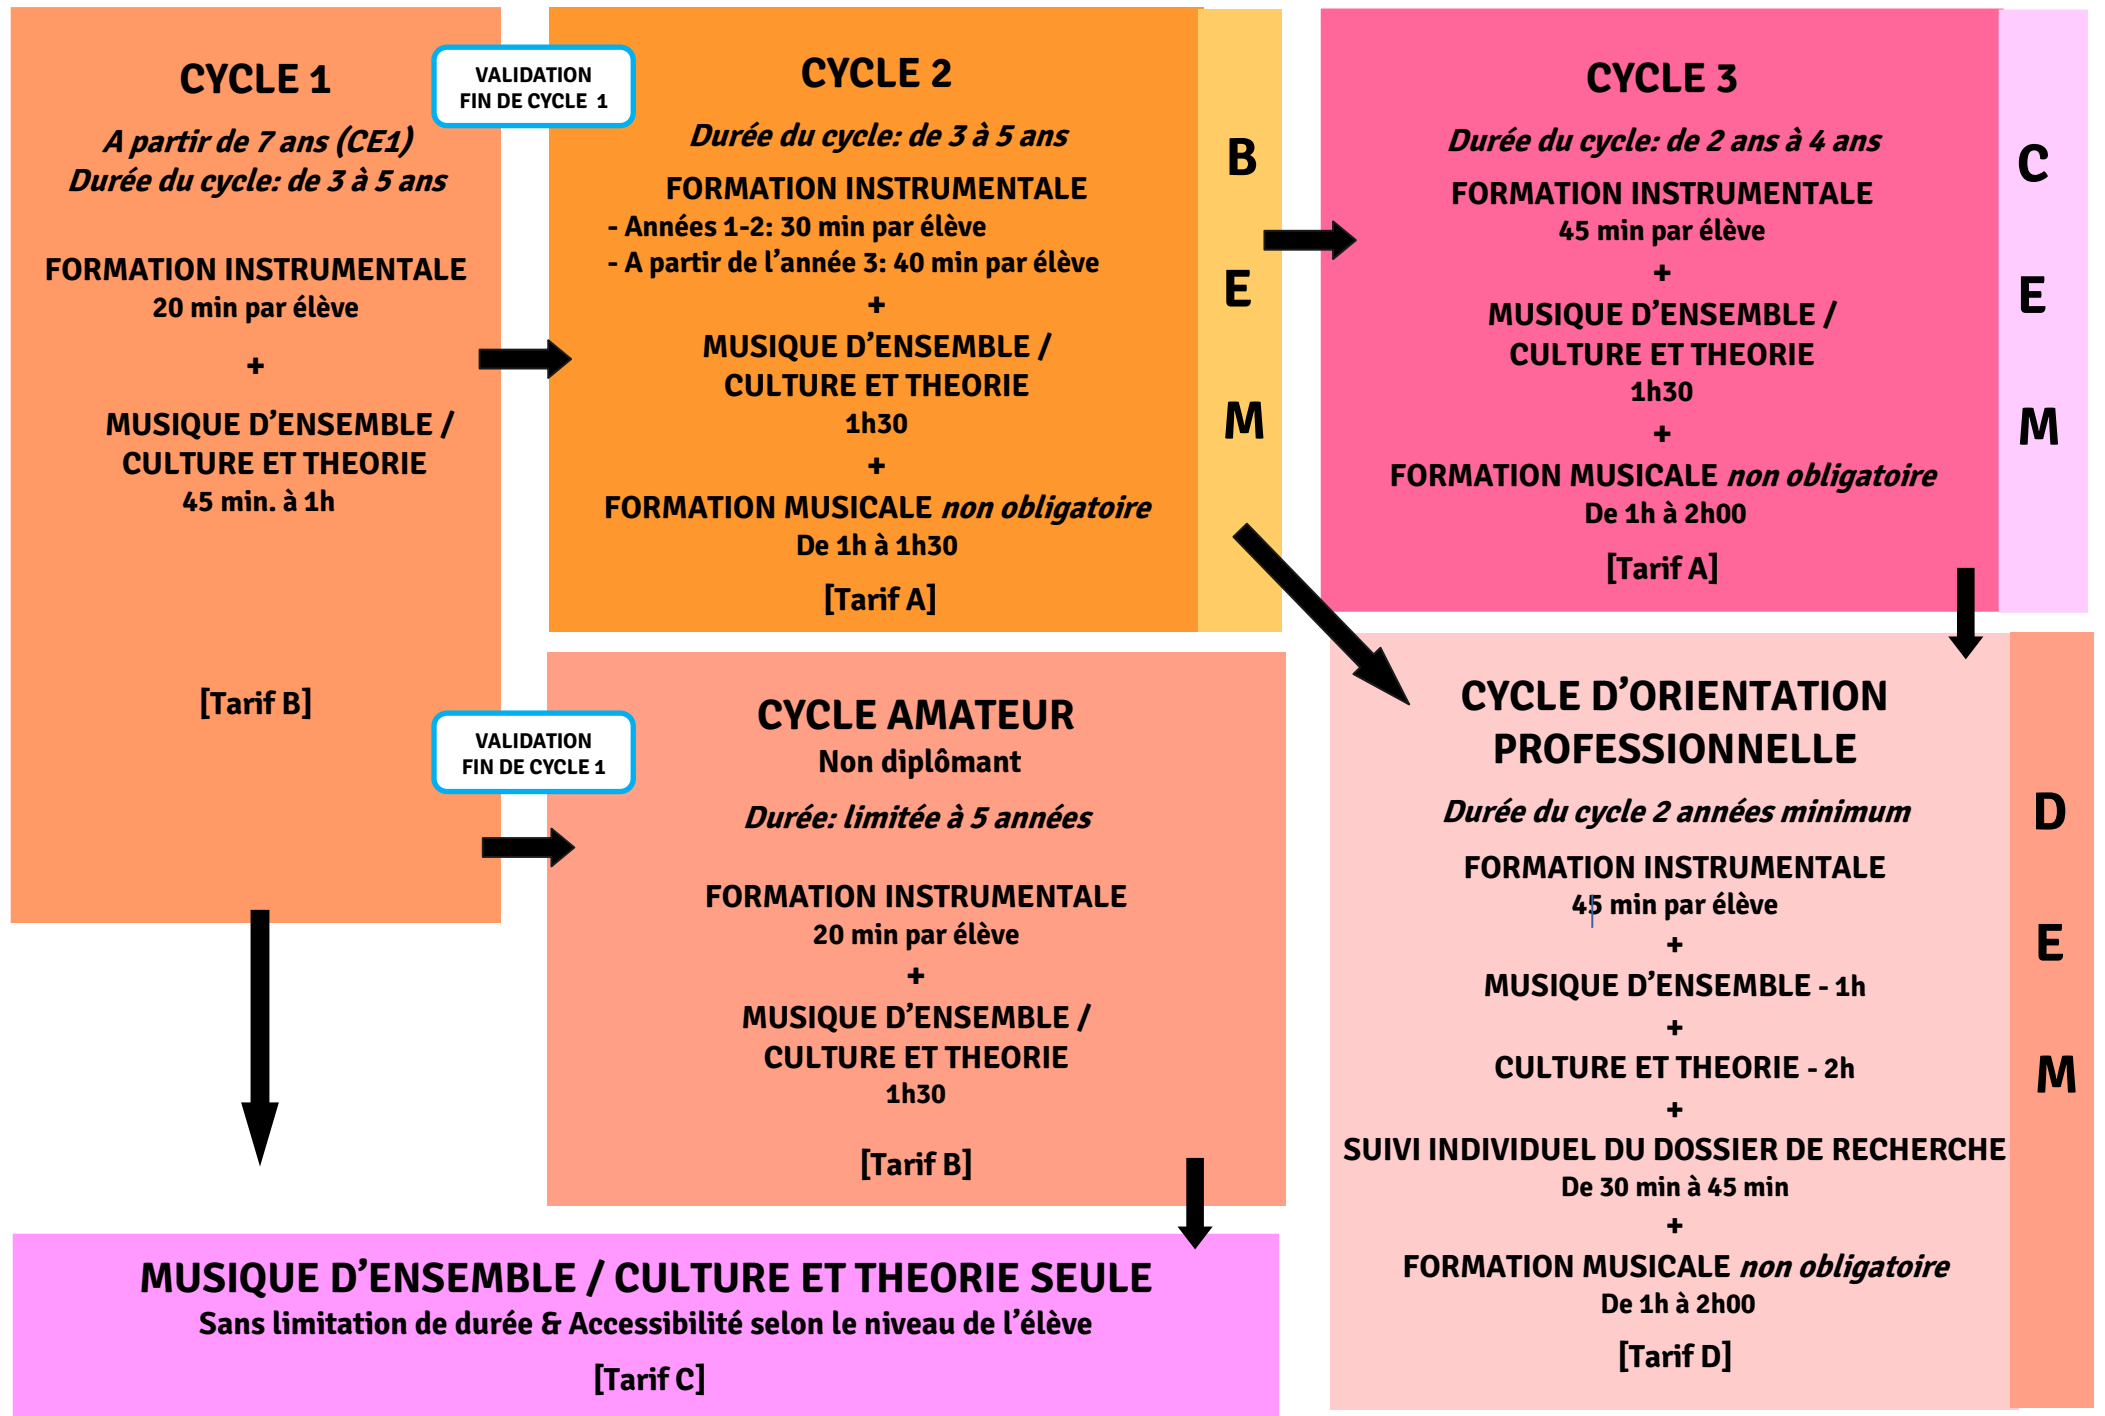 CYCLE 1
A partir de 7 ans (CE1)
Durée du cycle: de 3 à 5 ans
FORMATION INSTRUMENTALE
20 min par élève
+
MUSIQUE D’ENSEMBLE /
CULTURE ET THEORIE
45 min. à 1h
[Tarif B]
VALIDATION
FIN DE CYCLE 1
CYCLE 2
Durée du cycle: de 3 à 5 ans
FORMATION INSTRUMENTALE
- Années 1-2: 30 min par élève
- A partir de l’année 3: 40 min par élève
+
MUSIQUE D’ENSEMBLE /
CULTURE ET THEORIE
1h30
+
FORMATION MUSICALE non obligatoire
De 1h à 1h30
[Tarif A]
B
E
M
CYCLE 3
Durée du cycle: de 2 ans à 4 ans
FORMATION INSTRUMENTALE
45 min par élève
+
MUSIQUE D’ENSEMBLE /
CULTURE ET THEORIE
1h30
+
FORMATION MUSICALE non obligatoire
De 1h à 2h00
[Tarif A]
C
E
M
VALIDATION
FIN DE CYCLE 1
CYCLE AMATEUR
Non diplômant
Durée: limitée à 5 années
FORMATION INSTRUMENTALE
20 min par élève
+
MUSIQUE D’ENSEMBLE /
CULTURE ET THEORIE
1h30
[Tarif B]
CYCLE D’ORIENTATION
PROFESSIONNELLE
Durée du cycle 2 années minimum
FORMATION INSTRUMENTALE
45 min par élève
+
MUSIQUE D’ENSEMBLE - 1h
+
CULTURE ET THEORIE - 2h
+
SUIVI INDIVIDUEL DU DOSSIER DE RECHERCHE
De 30 min à 45 min
+
FORMATION MUSICALE non obligatoire
De 1h à 2h00
[Tarif D]
D
E
M
MUSIQUE D’ENSEMBLE / CULTURE ET THEORIE SEULE
Sans limitation de durée & Accessibilité selon le niveau de l’élève
[Tarif C]